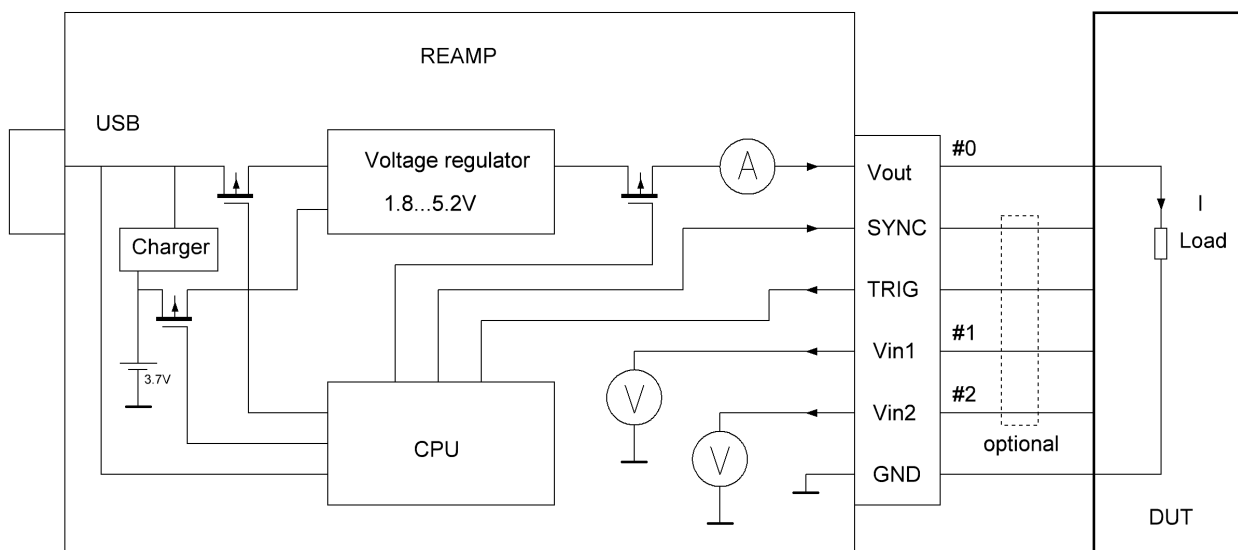 REAMP
USB
Voltage regulator
1.8...5.2V
A
Vout
#0
I
Load
SYNC
Charger
TRIG
3.7V
V
Vin1
#1
CPU
V
Vin2
#2
optional
GND
DUT